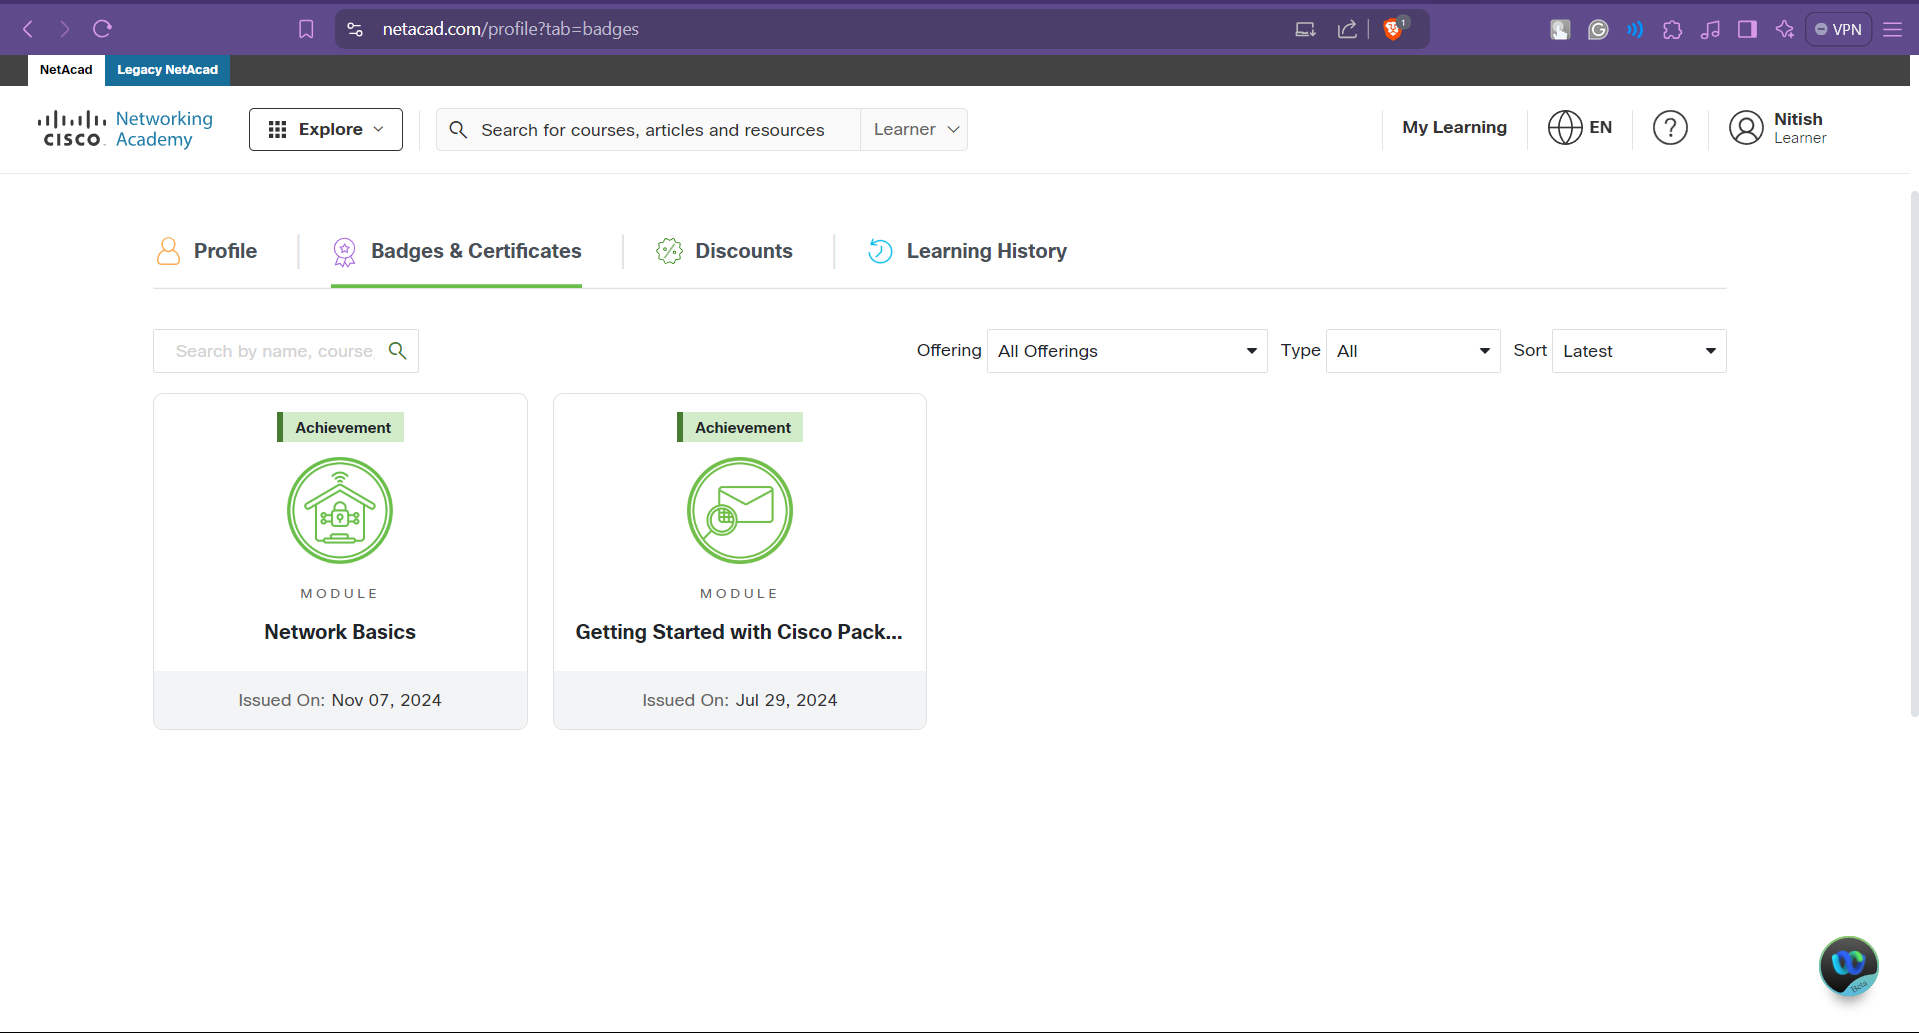 netacad.com/profile?tab=badges
1
VPN
NetAcad
Legacy NetAcad
CISCO
Networking
Academy
Explore
Search for courses, articles and resources
Learner
My Learning
EN
?
Nitish
Learner
Profile
Badges & Certificates
Discounts
Learning History
Search by name, course
Offering
All Offerings
Type
All
Sort
Latest
Achievement
MODULE
Network Basics
Issued On: Nov 07, 2024
Achievement
MODULE
Getting Started with Cisco Pack...
Issued On: Jul 29, 2024
Beta